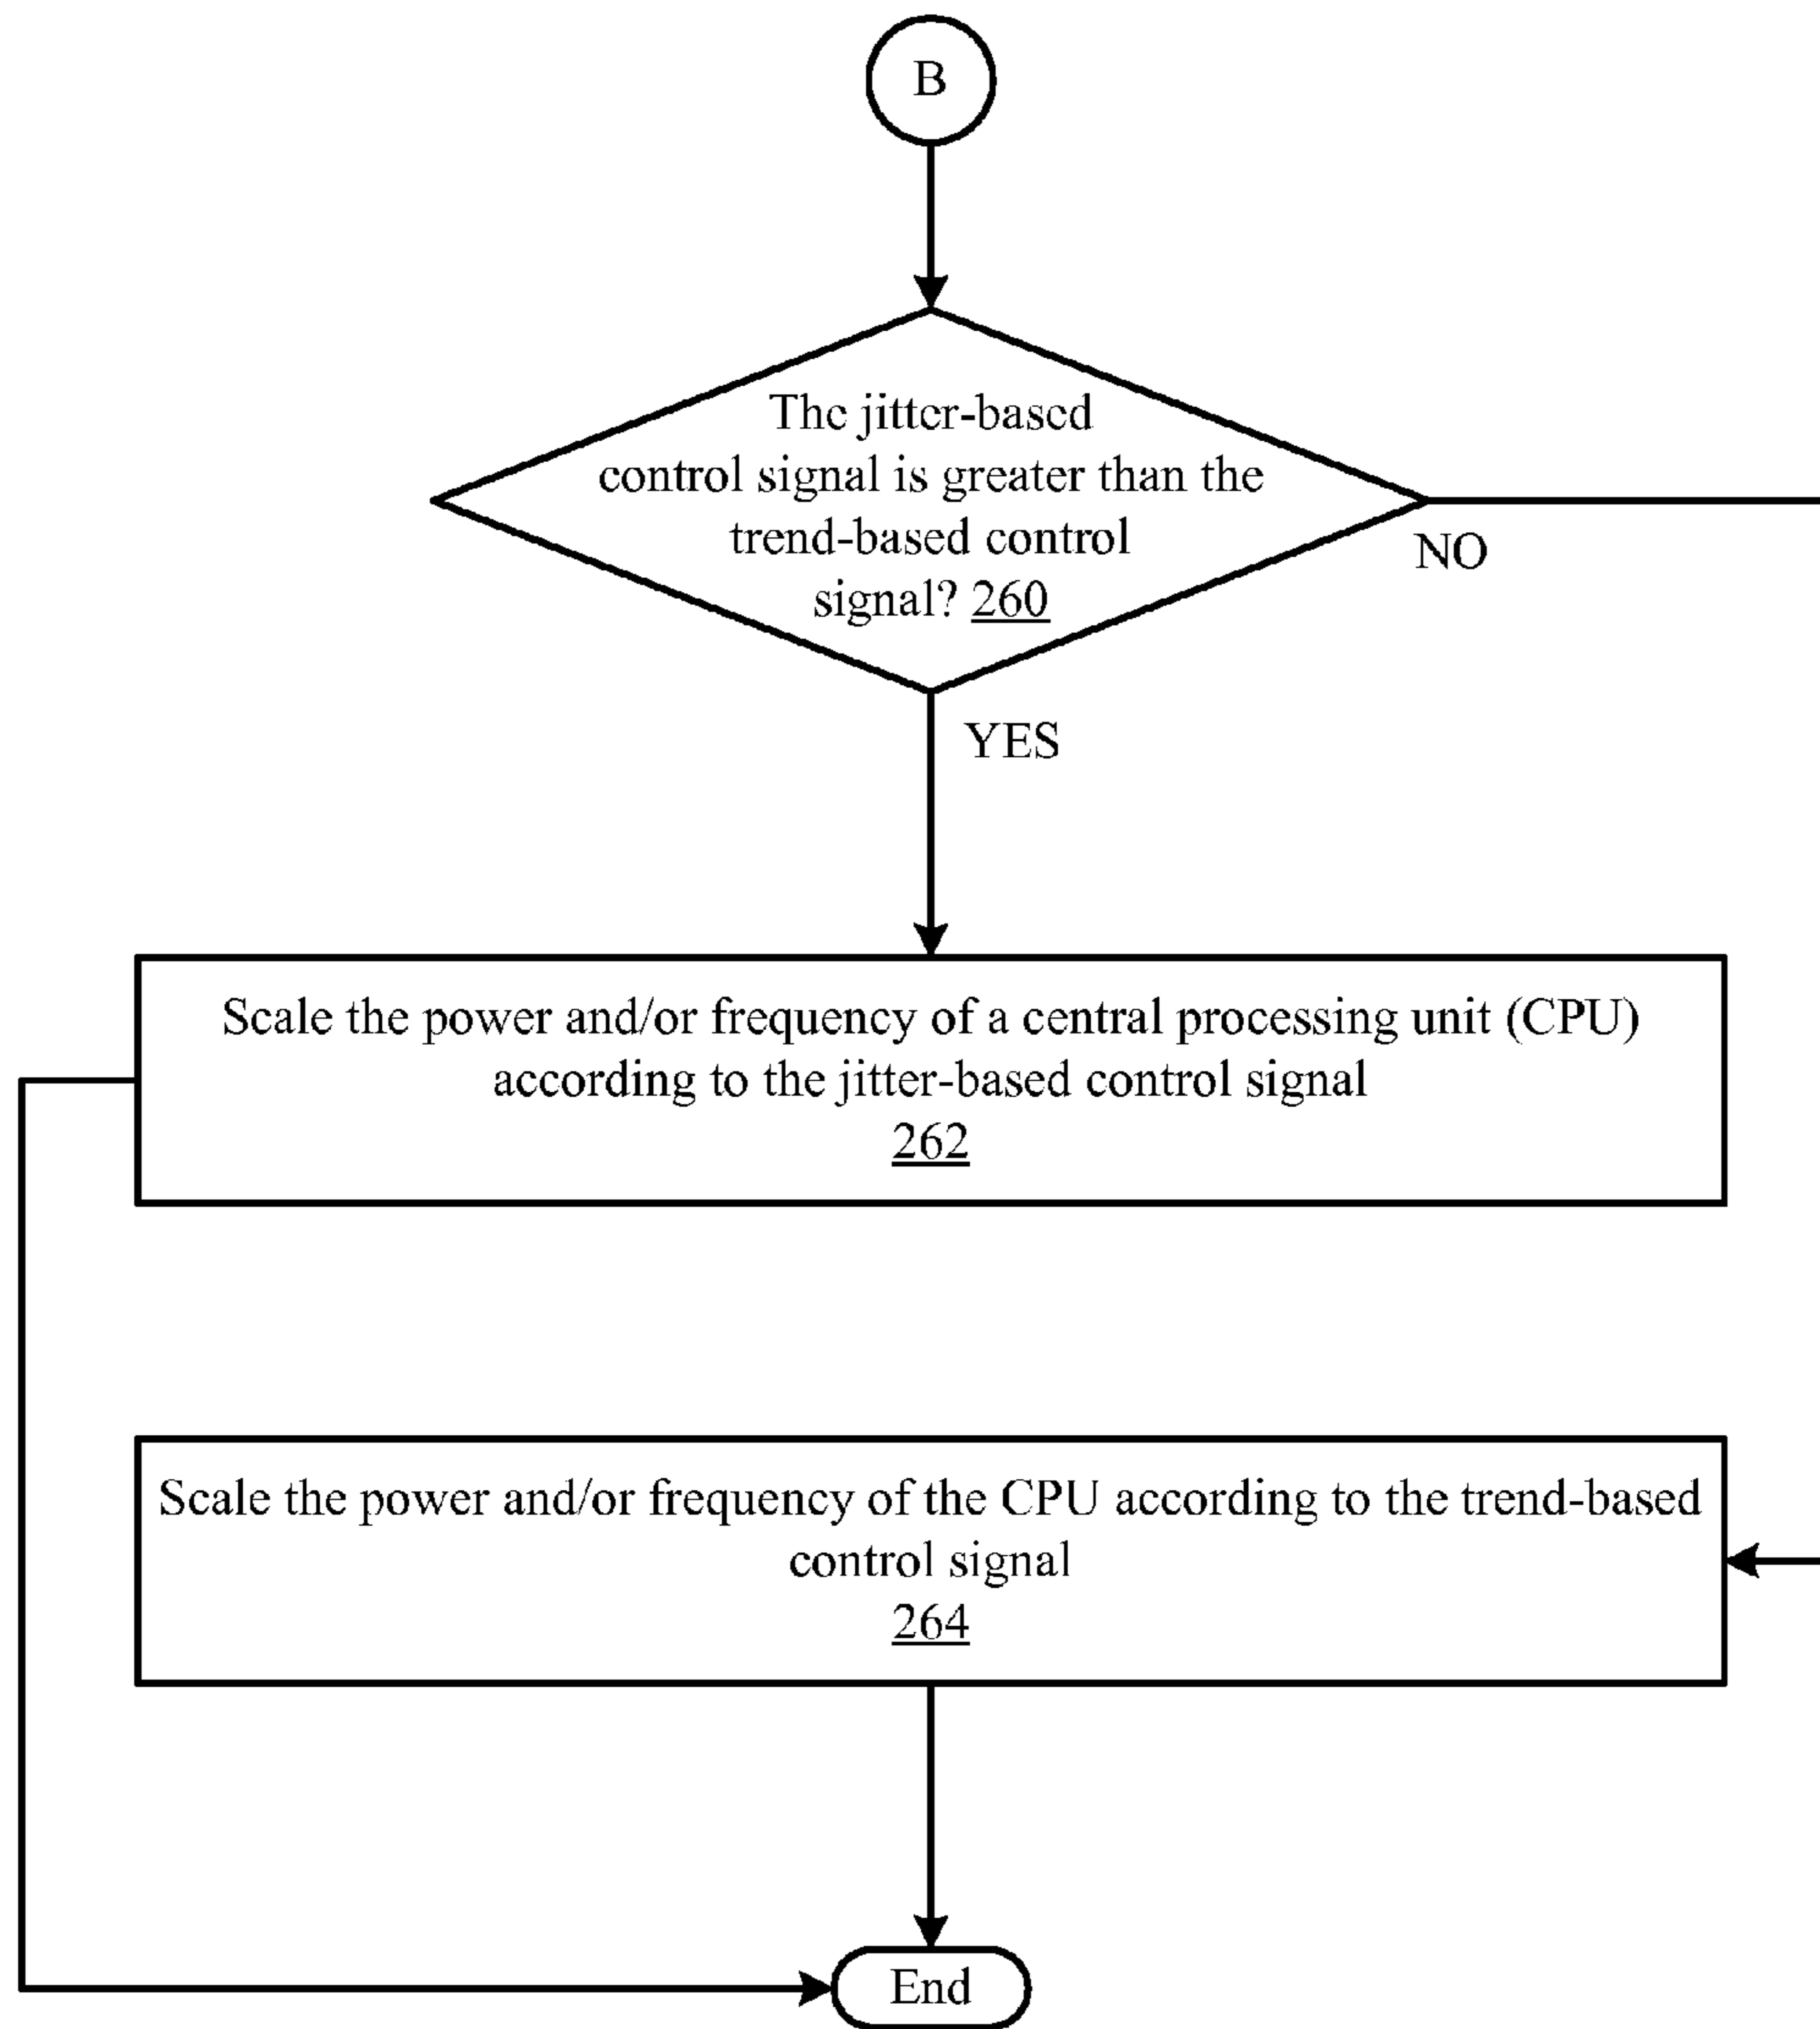 B
The jitter-based
control signal is greater than the
trend-based control
signal? 260
NO
YES
Scale the power and/or frequency of a central processing unit (CPU)
according to the jitter-based control signal
262
Scale the power and/or frequency of the CPU according to the trend-based
control signal
264
End